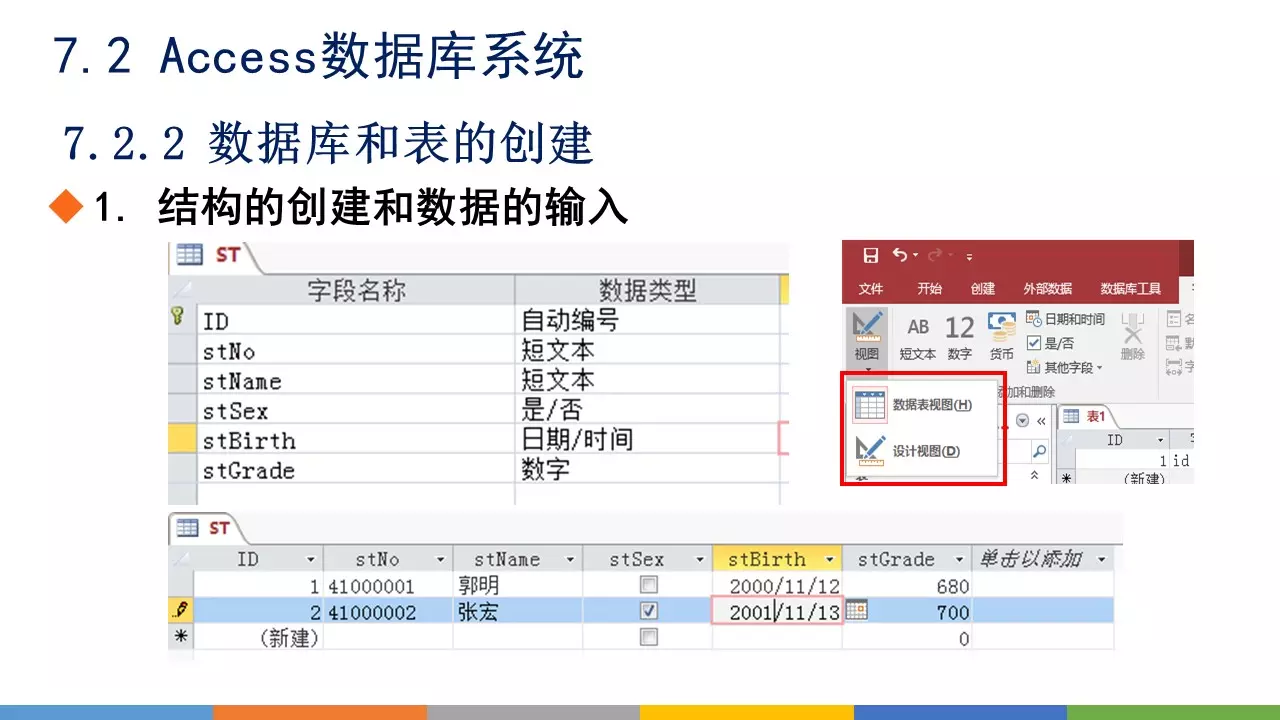 7.2 Access数据库系统
7.2.2 数据库和表的创建
1. 结构的创建和数据的输入
ST
字段名称 数据类型
ID 自动编号
stNo 短文本
stName 短文本
stSex 是/否
stBirth 日期/时间
stGrade 数字
文件 开始 创建 外部数据 数据库工具
AB 12 日期和时间
是/否
视图 短文本 数字 货币 删除
其他字段
加和删除
数据表视图(H)
设计视图(D)
表1
ID
1 id
(新建)
ST
ID stNo stName stSex stBirth stGrade 单击以添加
1 41000001 郭明 2000/11/12 680
2 41000002 张宏 2001/11/13 700
(新建) 0